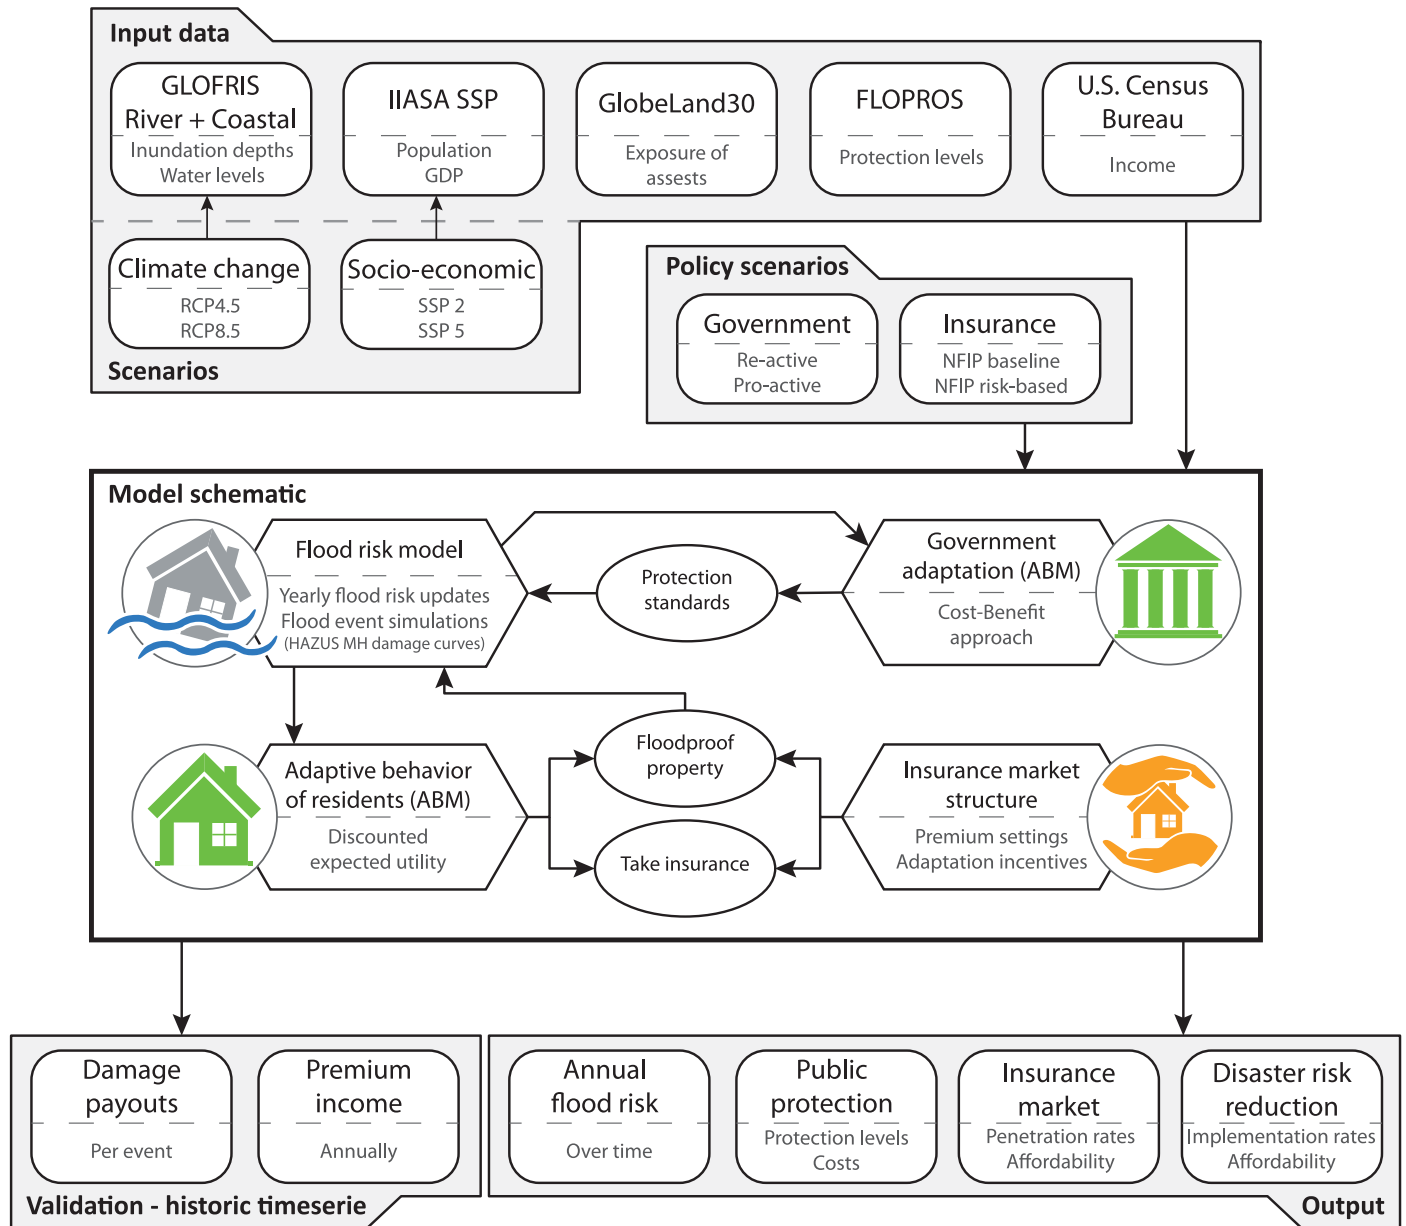 Input data
GLOFRIS
River + Coastal
Inundation depths
Water levels
IIASA SSP
Population
GDP
GlobeLand30
Exposure of
assests
FLOPROS
Protection levels
U.S. Census
Bureau
Income
Climate change
RCP4.5
RCP8.5
Socio-economic
SSP 2
SSP 5
Scenarios
Policy scenarios
Government
Re-active
Pro-active
Insurance
NFIP baseline
NFIP risk-based
Model schematic
Flood risk model
Yearly flood risk updates
Flood event simulations
(HAZUS MH damage curves)
Protection
standards
Government
adaptation (ABM)
Cost-Benefit
approach
Adaptive behavior
of residents (ABM)
Discounted
expected utility
Floodproof
property
Take insurance
Insurance market
structure
Premium settings
Adaptation incentives
Damage
payouts
Per event
Premium
income
Annually
Validation - historic timeserie
Annual
flood risk
Over time
Public
protection
Protection levels
Costs
Insurance
market
Penetration rates
Affordability
Disaster risk
reduction
Implementation rates
Affordability
Output